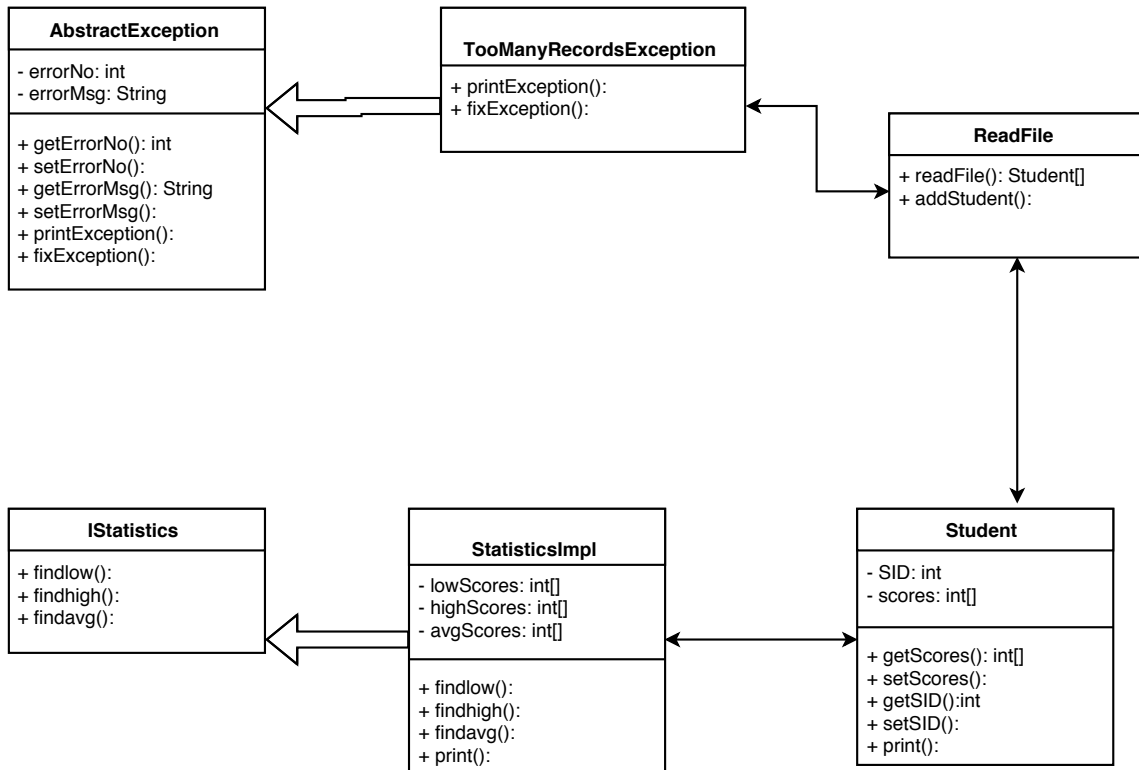 AbstractException
- errorNo: int
- errorMsg: String
+ getErrorNo(): int
+ setErrorNo():
+ getErrorMsg(): String
+ setErrorMsg():
+ printException():
+ fixException():
TooManyRecordsException
+ printException():
+ fixException():
ReadFile
+ readFile(): Student[]
+ addStudent():
IStatistics
+ findlow():
+ findhigh():
+ findavg():
StatisticsImpl
- lowScores: int[]
- highScores: int[]
- avgScores: int[]
+ findlow():
+ findhigh():
+ findavg():
+ print():
Student
- SID: int
- scores: int[]
+ getScores(): int[]
+ setScores():
+ getSID():int
+ setSID():
+ print():